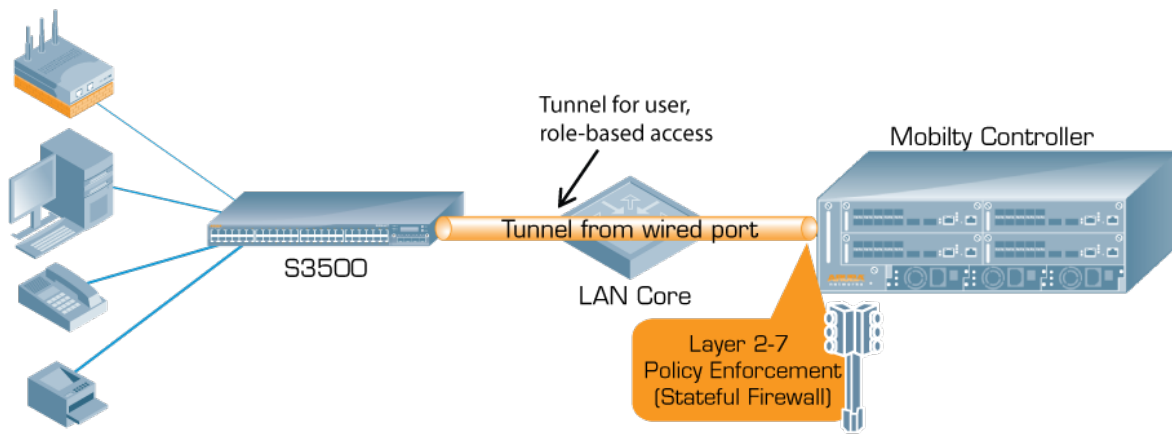 Tunnel for user,
role-based access
Mobilty Controller
Tunnel from wired port
S3500
LAN Core
Layer 2-7
Policy Enforcement
(Stateful Firewall)